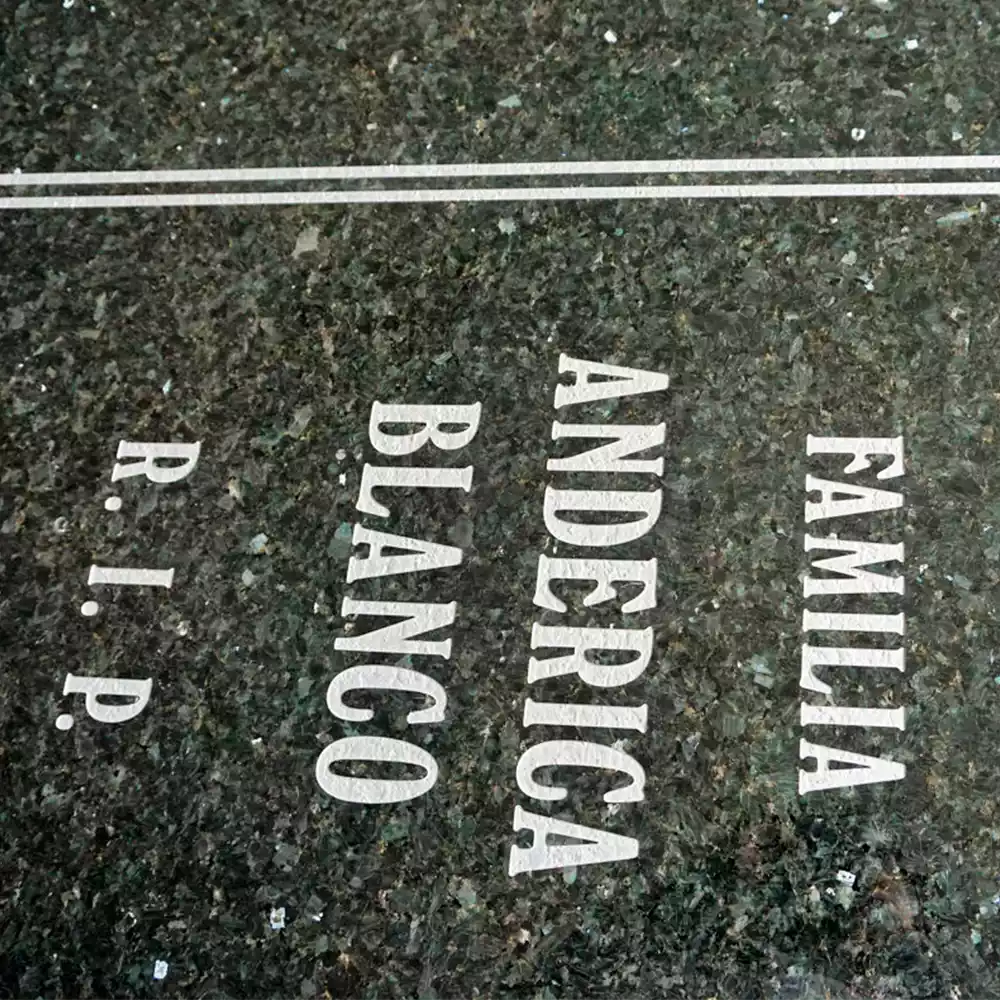 FAMILIA
ANDERICA
BLANCO
R.I.P.